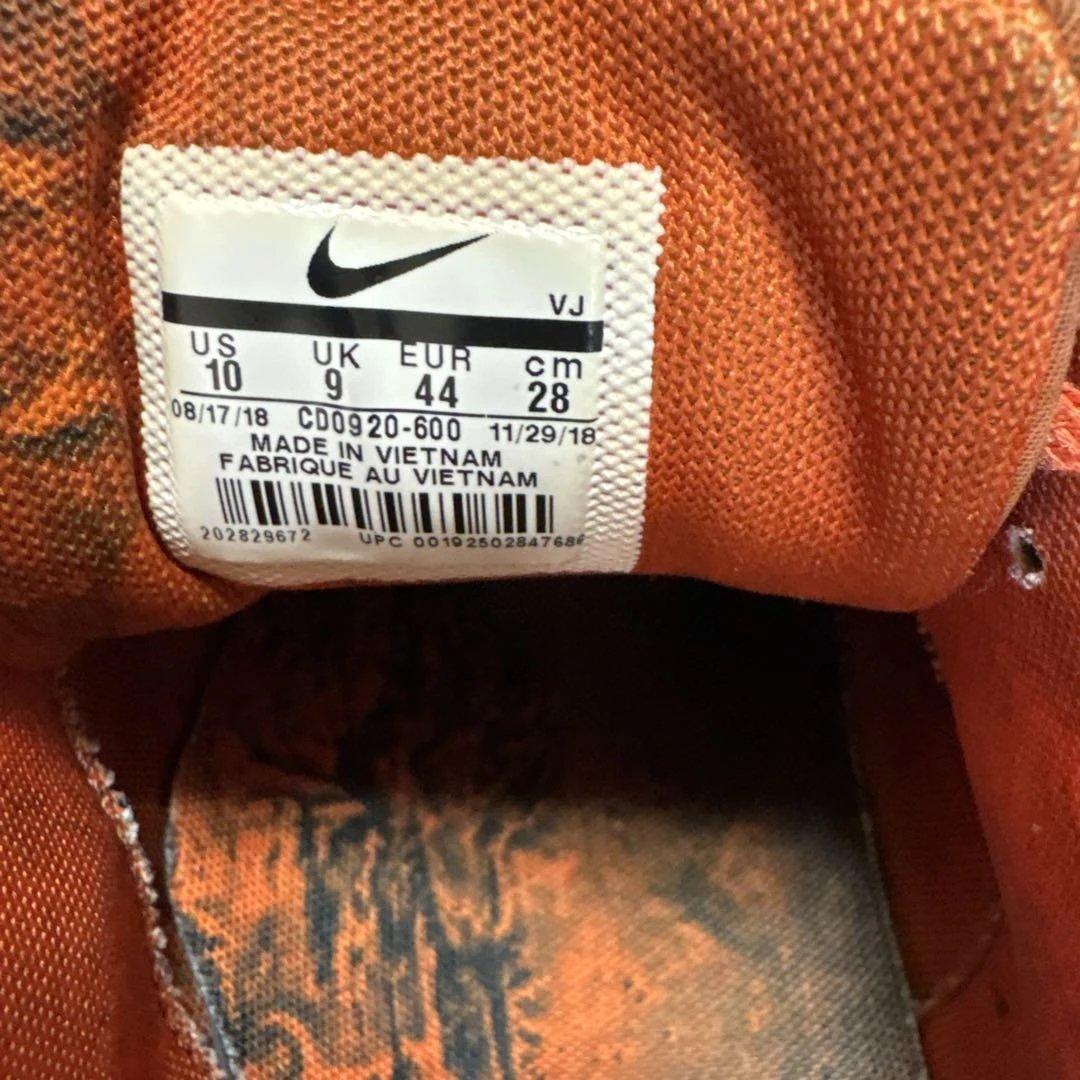 VJ
US UK EUR cm
10 9 44 28
08/17/18 CD0920-600 11/29/18
MADE IN VIETNAM
FABRIQUE AU VIETNAM
202829672 UPC 00192502847686